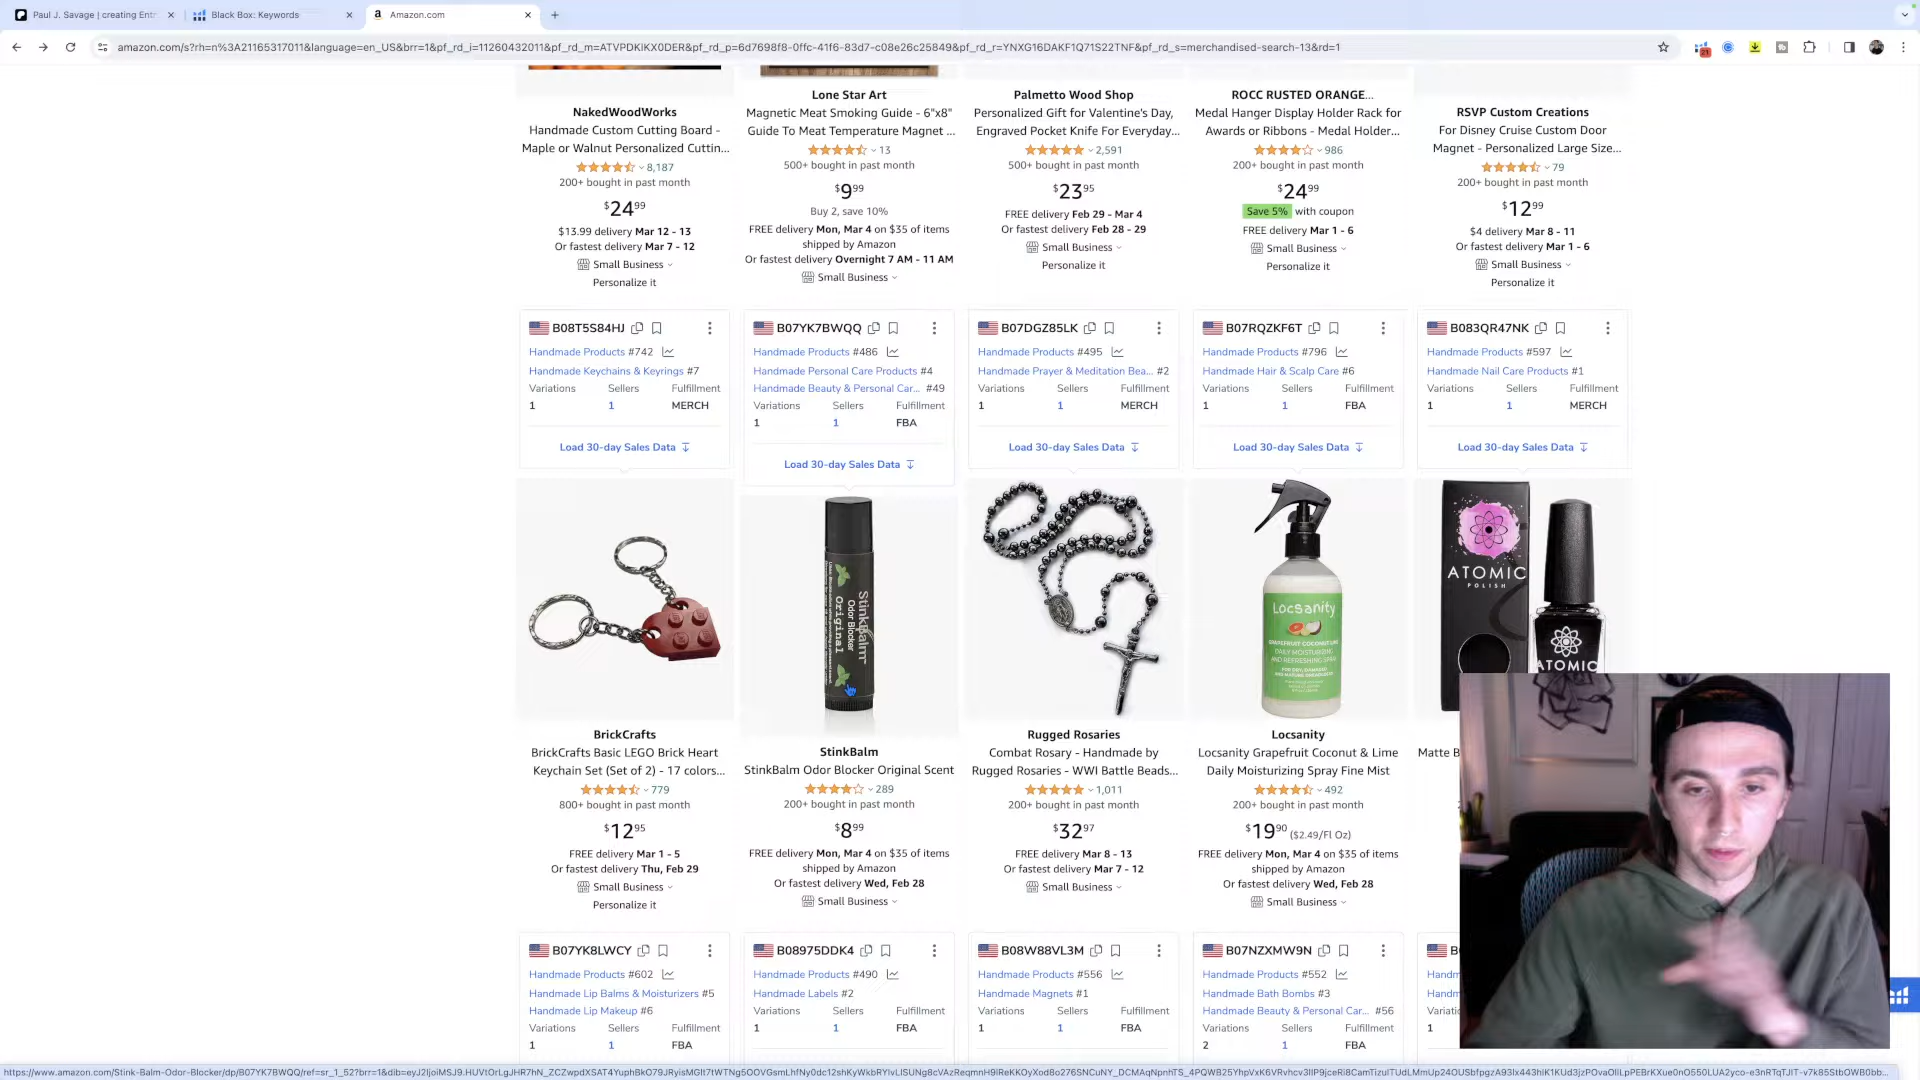 Paul J. Savage | creating Entr
Black Box: Keywords
Amazon.com
amazon.com/s?rh=n%3A21165317011&language=en_US&brr=1&pf_rd_i=11260432011&pf_rd_m=ATVPDKIKX0DER&pf_rd_p=6d7698f8-0ffc-41f6-83d7-c08e26c25849&pf_rd_r=YNXG16DAKF1Q71S22TNF&pf_rd_s=merchandised-search-13&rd=1
NakedWoodWorks
Handmade Custom Cutting Board -
Maple or Walnut Personalized Cuttin...
8,187
200+ bought in past month
$24.99
$13.99 delivery Mar 12 - 13
Or fastest delivery Mar 7 - 12
Small Business
Personalize it
Lone Star Art
Magnetic Meat Smoking Guide - 6"x8"
Guide To Meat Temperature Magnet ...
13
500+ bought in past month
$9.99
Buy 2, save 10%
FREE delivery Mon, Mar 4 on $35 of items
shipped by Amazon
Or fastest delivery Overnight 7 AM - 11 AM
Small Business
Palmetto Wood Shop
Personalized Gift for Valentine's Day,
Engraved Pocket Knife For Everyday...
2,591
500+ bought in past month
$23.95
FREE delivery Feb 29 - Mar 4
Or fastest delivery Feb 28 - 29
Small Business
Personalize it
ROCC RUSTED ORANGE...
Medal Hanger Display Holder Rack for
Awards or Ribbons - Medal Holder...
986
200+ bought in past month
$24.99
Save 5% with coupon
FREE delivery Mar 1 - 6
Small Business
Personalize it
RSVP Custom Creations
For Disney Cruise Custom Door
Magnet - Personalized Large Size...
79
200+ bought in past month
$12.99
$4 delivery Mar 8 - 11
Or fastest delivery Mar 1 - 6
Small Business
Personalize it
B08T5S84HJ
Handmade Products #742
Handmade Keychains & Keyrings #7
Variations Sellers Fulfillment
1 1 MERCH
Load 30-day Sales Data
B07YK7BWQQ
Handmade Products #486
Handmade Personal Care Products #4
Handmade Beauty & Personal Car... #49
Variations Sellers Fulfillment
1 1 FBA
Load 30-day Sales Data
B07DGZ85LK
Handmade Products #495
Handmade Prayer & Meditation Bea... #2
Variations Sellers Fulfillment
1 1 MERCH
Load 30-day Sales Data
B07RQZKF6T
Handmade Products #796
Handmade Hair & Scalp Care #6
Variations Sellers Fulfillment
1 1 FBA
Load 30-day Sales Data
B083QR47NK
Handmade Products #597
Handmade Nail Care Products #1
Variations Sellers Fulfillment
1 1 MERCH
Load 30-day Sales Data
StinkBalm
Odor Blocker
Original
Locsanity
GRAPEFRUIT COCONUT LIME
DAILY MOISTURIZING
AND REFRESHING SPRAY
ATOMIC
POLISH
ATOMIC
BrickCrafts
BrickCrafts Basic LEGO Brick Heart
Keychain Set (Set of 2) - 17 colors...
779
800+ bought in past month
$12.95
FREE delivery Mar 1 - 5
Or fastest delivery Thu, Feb 29
Small Business
Personalize it
StinkBalm
StinkBalm Odor Blocker Original Scent
289
200+ bought in past month
$8.99
FREE delivery Mon, Mar 4 on $35 of items
shipped by Amazon
Or fastest delivery Wed, Feb 28
Small Business
Rugged Rosaries
Combat Rosary - Handmade by
Rugged Rosaries - WWI Battle Beads...
1,011
200+ bought in past month
$32.97
FREE delivery Mar 8 - 13
Or fastest delivery Mar 7 - 12
Small Business
Locsanity
Locsanity Grapefruit Coconut & Lime
Daily Moisturizing Spray Fine Mist
492
200+ bought in past month
$19.90 ($2.49/Fl Oz)
FREE delivery Mon, Mar 4 on $35 of items
shipped by Amazon
Or fastest delivery Wed, Feb 28
Small Business
Matte B
B07YK8LWCY
Handmade Products #602
Handmade Lip Balms & Moisturizers #5
Handmade Lip Makeup #6
Variations Sellers Fulfillment
1 1 FBA
B08975DDK4
Handmade Products #490
Handmade Labels #2
Variations Sellers Fulfillment
1 1 FBA
B08W88VL3M
Handmade Products #556
Handmade Magnets #1
Variations Sellers Fulfillment
1 1 FBA
B07NZXMW9N
Handmade Products #552
Handmade Bath Bombs #3
Handmade Beauty & Personal Car... #56
Variations Sellers Fulfillment
2 1 FBA
Handm
Handm
Variati
1